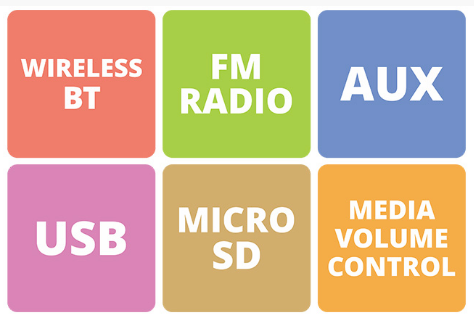 WIRELESS
BT
FM
RADIO
AUX
USB
MICRO
SD
MEDIA
VOLUME
CONTROL